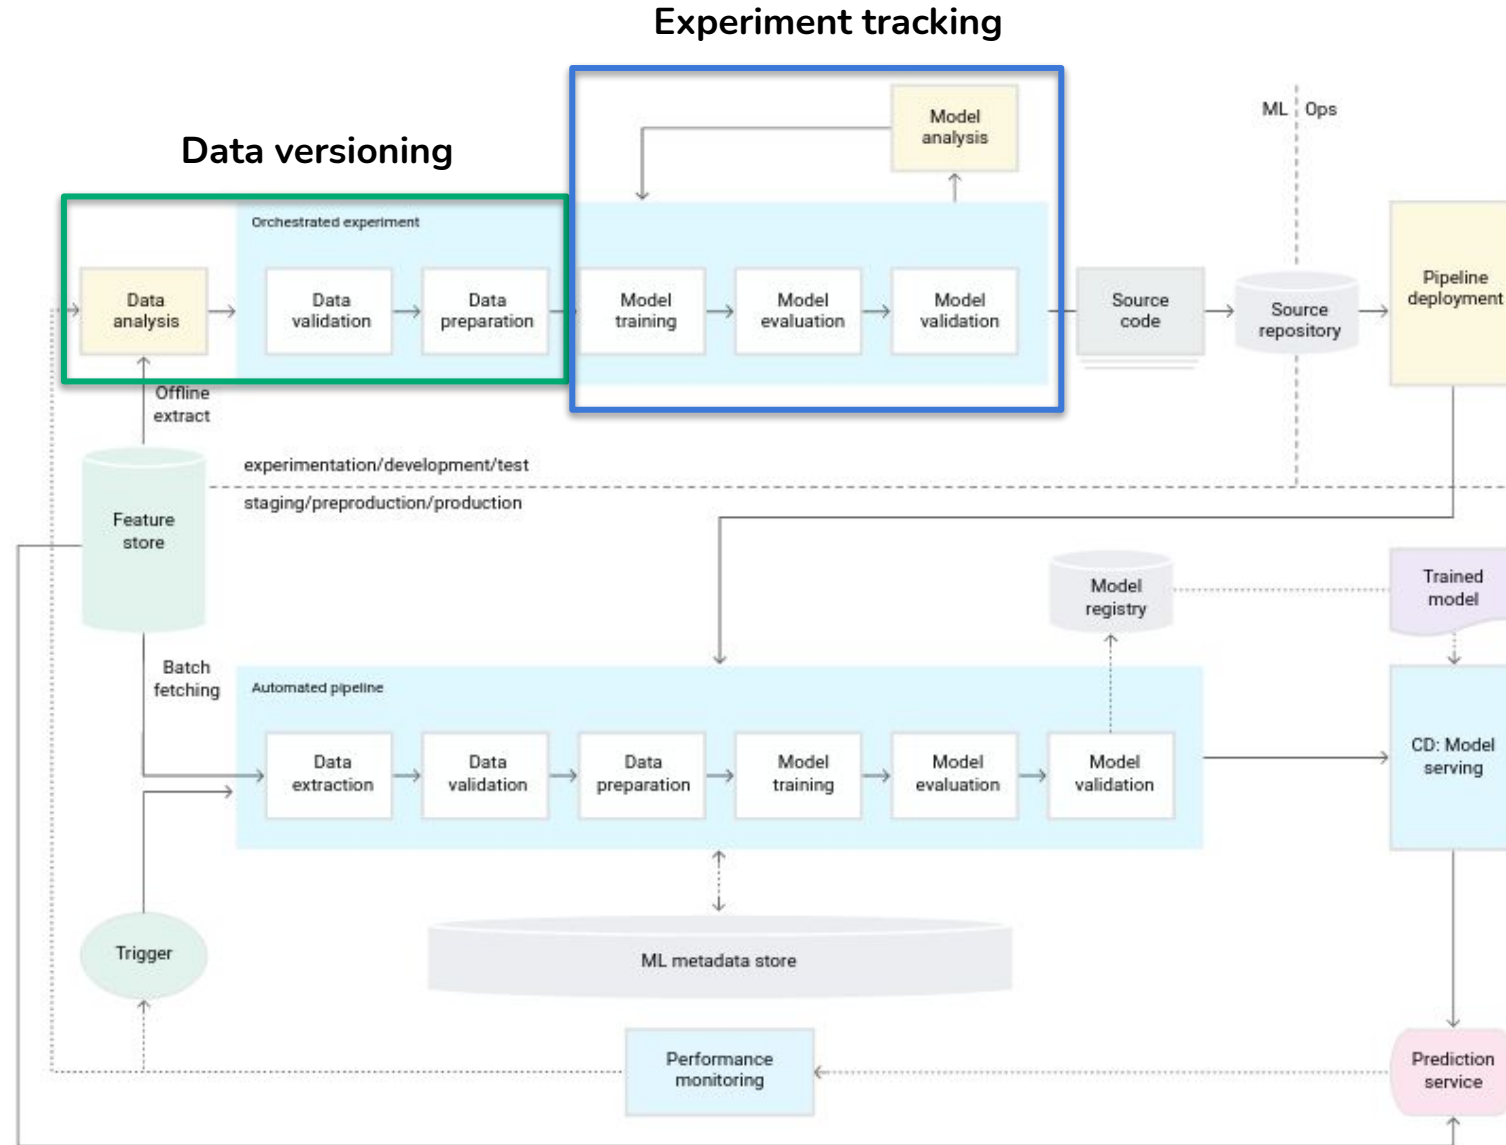 Experiment tracking
Data versioning
Model
analysis
ML
Ops
Orchestrated experiment
Data
analysis
Data
validation
Data
preparation
Model
training
Model
evaluation
Model
validation
Source
code
Source
repository
Pipeline
deployment
Offline
extract
experimentation/development/test
staging/preproduction/production
Feature
store
Model
registry
Trained
model
Batch
fetching
Automated pipeline
Data
extraction
Data
validation
Data
preparation
Model
training
Model
evaluation
Model
validation
CD: Model
serving
Trigger
ML metadata store
Performance
monitoring
Prediction
service